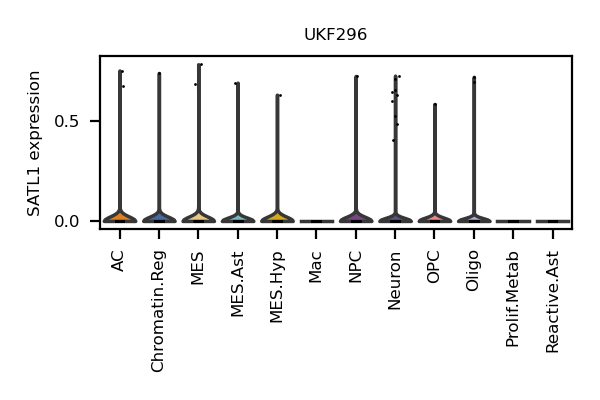 UKF296
SATL1 expression
0.5
0.0
AC
Chromatin.Reg
MES
MES.Ast
MES.Hyp
Mac
NPC
Neuron
OPC
Oligo
Prolif.Metab
Reactive.Ast